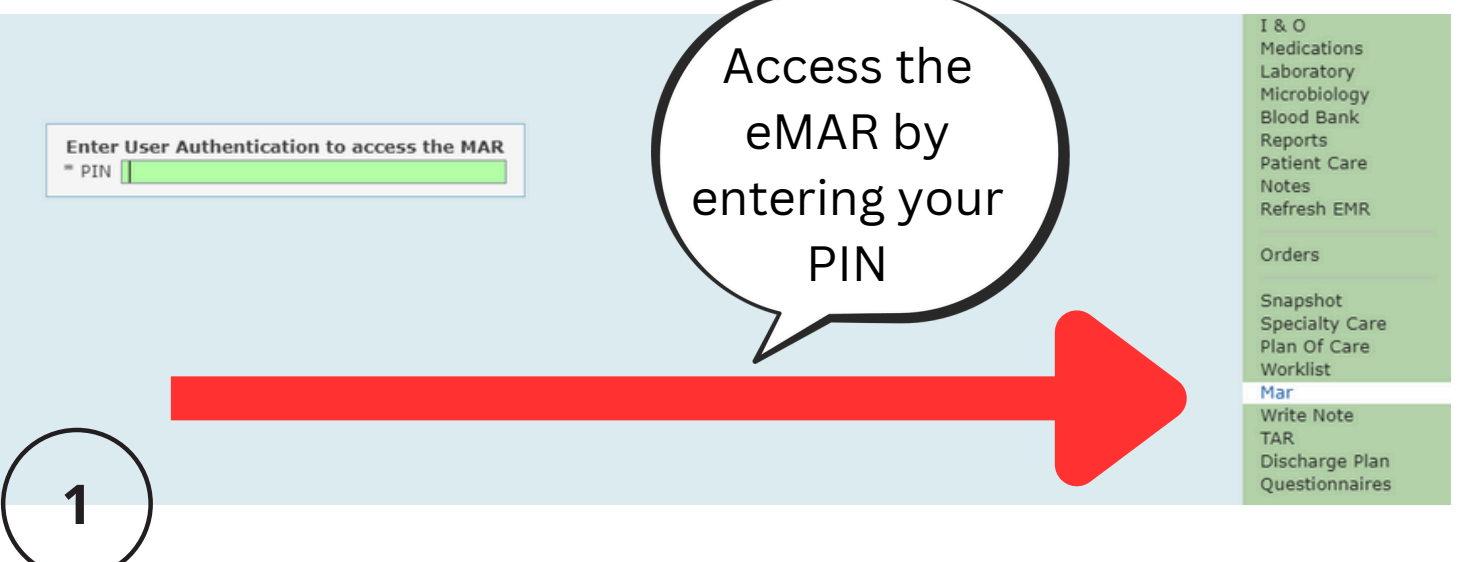 Enter User Authentication to access the MAR
* PIN
Access the
eMAR by
entering your
PIN
1
I & O
Medications
Laboratory
Microbiology
Blood Bank
Reports
Patient Care
Notes
Refresh EMR
Orders
Snapshot
Specialty Care
Plan Of Care
Worklist
Mar
Write Note
TAR
Discharge Plan
Questionnaires